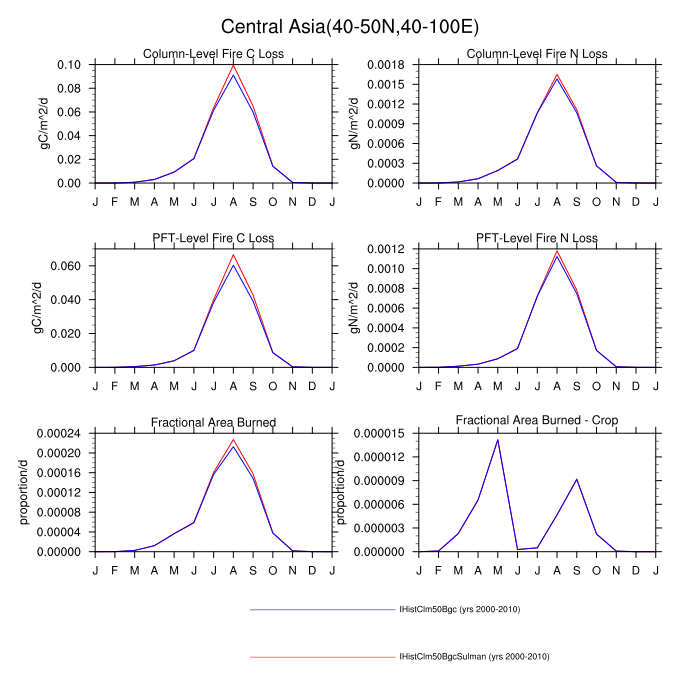 Central Asia(40-50N,40-100E)
Column-Level Fire C Loss
gC/m^2/d
0.10
0.08
0.06
0.04
0.02
0.00
J F M A M J J A S O N D J
Column-Level Fire N Loss
gN/m^2/d
0.0018
0.0015
0.0012
0.0009
0.0006
0.0003
0.0000
J F M A M J J A S O N D J
PFT-Level Fire C Loss
gC/m^2/d
0.060
0.040
0.020
0.000
J F M A M J J A S O N D J
PFT-Level Fire N Loss
gN/m^2/d
0.0012
0.0010
0.0008
0.0006
0.0004
0.0002
0.0000
J F M A M J J A S O N D J
Fractional Area Burned
proportion/d
0.00024
0.00020
0.00016
0.00012
0.00008
0.00004
0.00000
J F M A M J J A S O N D J
Fractional Area Burned - Crop
proportion/d
0.000015
0.000012
0.000009
0.000006
0.000003
0.000000
J F M A M J J A S O N D J
IHistClm50Bgc (yrs 2000-2010)
IHistClm50BgcSulman (yrs 2000-2010)